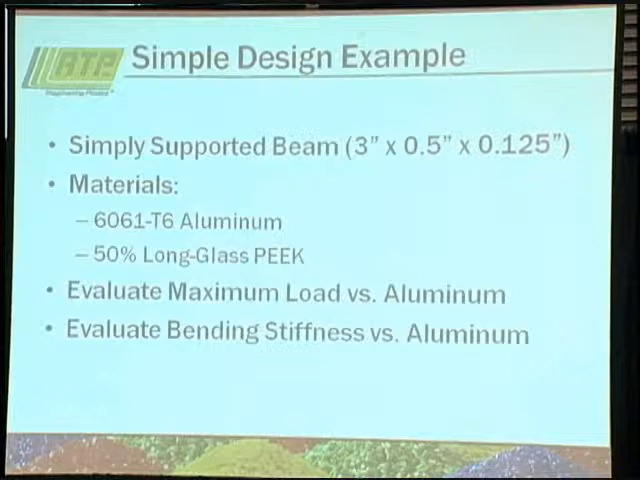 RTP
Simple Design Example
• Simply Supported Beam (3” x 0.5” x 0.125”)
• Materials:
– 6061-T6 Aluminum
– 50% Long-Glass PEEK
• Evaluate Maximum Load vs. Aluminum
• Evaluate Bending Stiffness vs. Aluminum